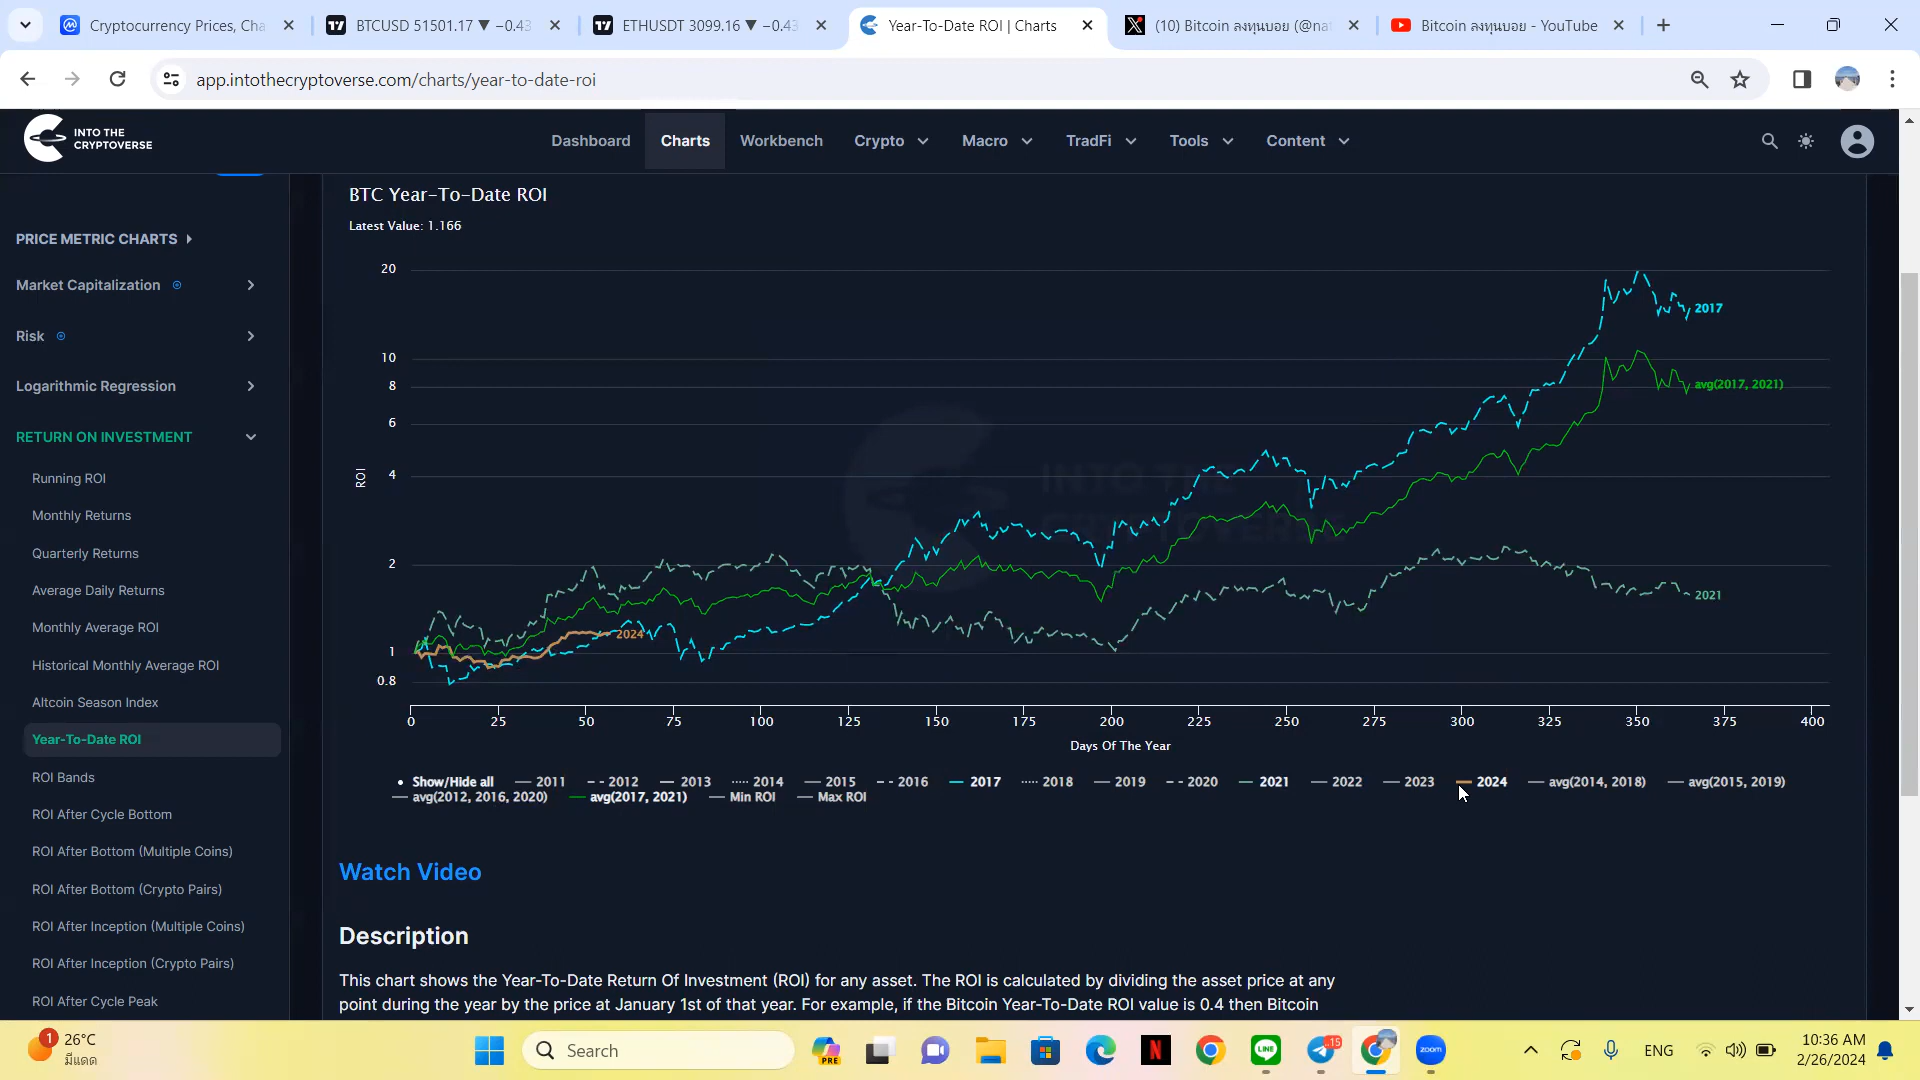 Cryptocurrency Prices, Cha
BTCUSD 51501.17 ▼ −0.43
ETHUSDT 3099.16 ▼ −0.43
Year-To-Date ROI | Charts
(10) Bitcoin ลงทุนบอย (@na
Bitcoin ลงทุนบอย - YouTube
app.intothecryptoverse.com/charts/year-to-date-roi
INTO THE
CRYPTOVERSE
Dashboard
Charts
Workbench
Crypto
Macro
TradFi
Tools
Content
PRICE METRIC CHARTS
Market Capitalization
Risk
Logarithmic Regression
RETURN ON INVESTMENT
Running ROI
Monthly Returns
Quarterly Returns
Average Daily Returns
Monthly Average ROI
Historical Monthly Average ROI
Altcoin Season Index
Year-To-Date ROI
ROI Bands
ROI After Cycle Bottom
ROI After Bottom (Multiple Coins)
ROI After Bottom (Crypto Pairs)
ROI After Inception (Multiple Coins)
ROI After Inception (Crypto Pairs)
ROI After Cycle Peak
BTC Year-To-Date ROI
Latest Value: 1.166
20
10
8
6
4
2
1
0.8
ROI
INTO THE
CRYPTOVERSE
2017
avg(2017, 2021)
2021
2024
0 25 50 75 100 125 150 175 200 225 250 275 300 325 350 375 400
Days Of The Year
Show/Hide all 2011 2012 2013 2014 2015 2016 2017 2018 2019 2020 2021 2022 2023 2024 avg(2014, 2018) avg(2015, 2019)
avg(2012, 2016, 2020) avg(2017, 2021) Min ROI Max ROI
Watch Video
Description
This chart shows the Year-To-Date Return Of Investment (ROI) for any asset. The ROI is calculated by dividing the asset price at any
point during the year by the price at January 1st of that year. For example, if the Bitcoin Year-To-Date ROI value is 0.4 then Bitcoin
1
26°C
มีแดด
Search
PRE
N
LINE
15
zoom
ENG
10:36 AM
2/26/2024